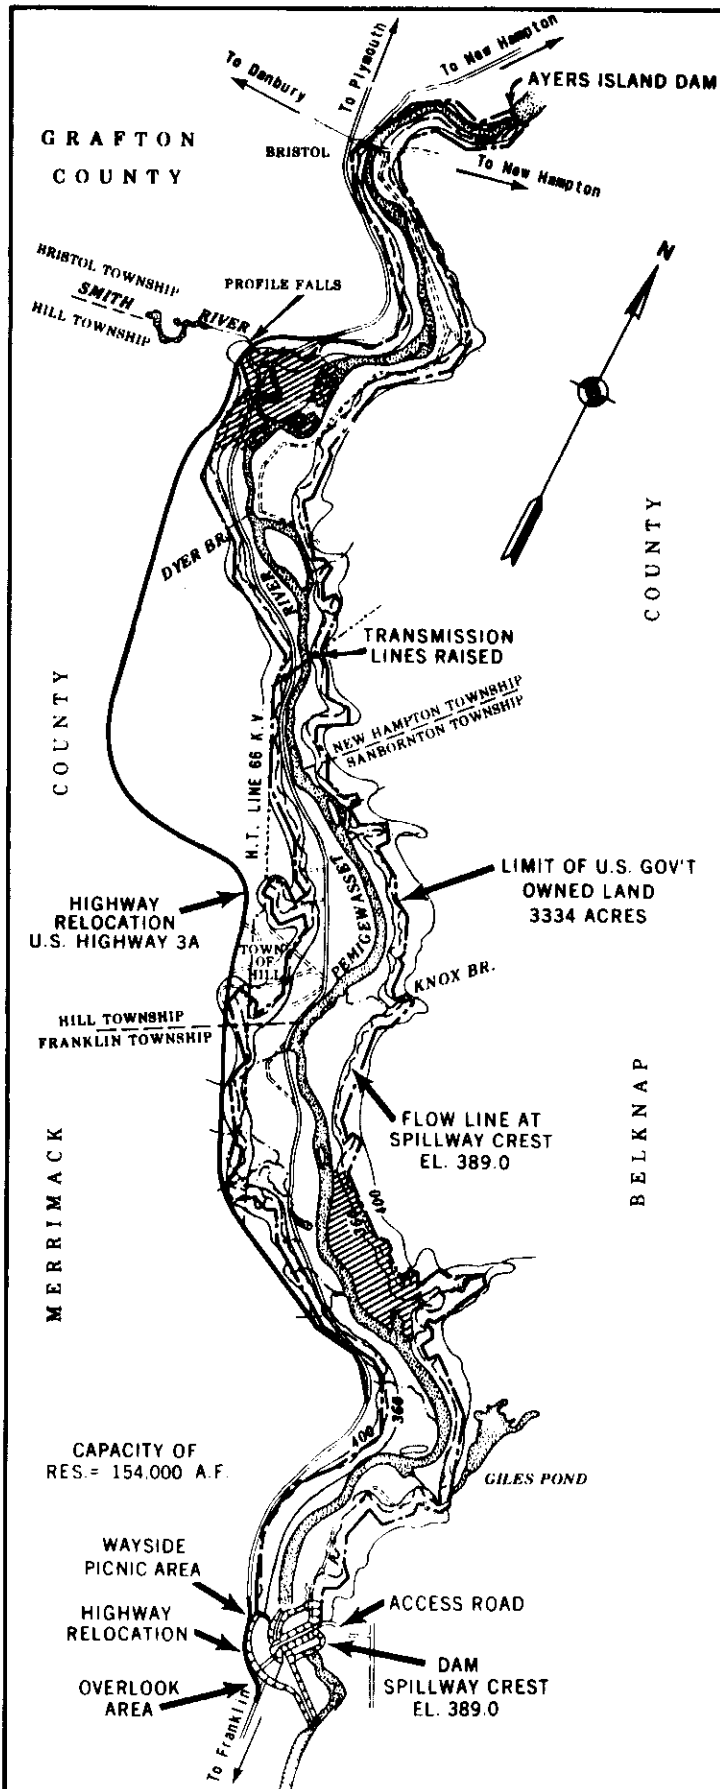 To Danbury
To Plymouth
To New Hampton
AYERS ISLAND DAM
GRAFTON
COUNTY
BRISTOL
To New Hampton
N
BRISTOL TOWNSHIP
SMITH RIVER
HILL TOWNSHIP
PROFILE FALLS
DYER BR.
RIVER
COUNTY
TRANSMISSION
LINES RAISED
COUNTY
H.T. LINE 66 K.V.
NEW HAMPTON TOWNSHIP
SANBORNTON TOWNSHIP
PEMIGEWASSET
LIMIT OF U.S. GOV'T
OWNED LAND
3334 ACRES
HIGHWAY
RELOCATION
U.S. HIGHWAY 3A
TOWN
OF
HILL
KNOX BR.
HILL TOWNSHIP
FRANKLIN TOWNSHIP
FLOW LINE AT
SPILLWAY CREST
EL. 389.0
MERRIMACK
BELKNAP
360
400
400
360
CAPACITY OF
RES.= 154.000 A.F.
GILES POND
WAYSIDE
PICNIC AREA
HIGHWAY
RELOCATION
OVERLOOK
AREA
ACCESS ROAD
DAM
SPILLWAY CREST
EL. 389.0
To Franklin